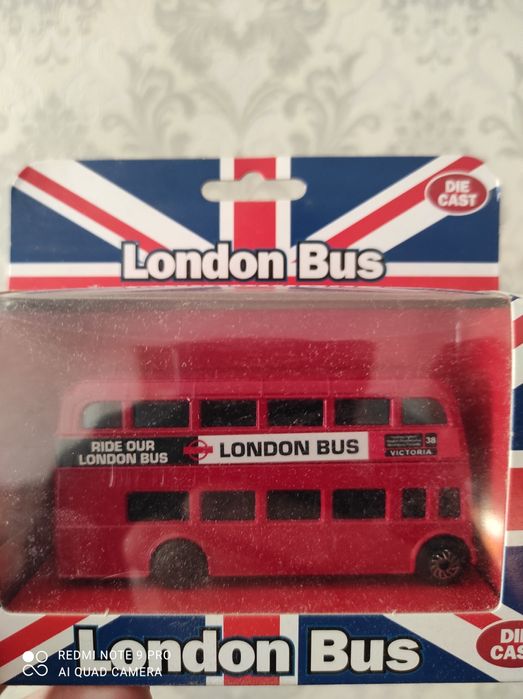 DIE
CAST
London Bus
RIDE OUR
LONDON BUS
LONDON BUS
38
VICTORIA
London Bus
DIE
CAS
REDMI NOTE 9 PRO
AI QUAD CAMERA